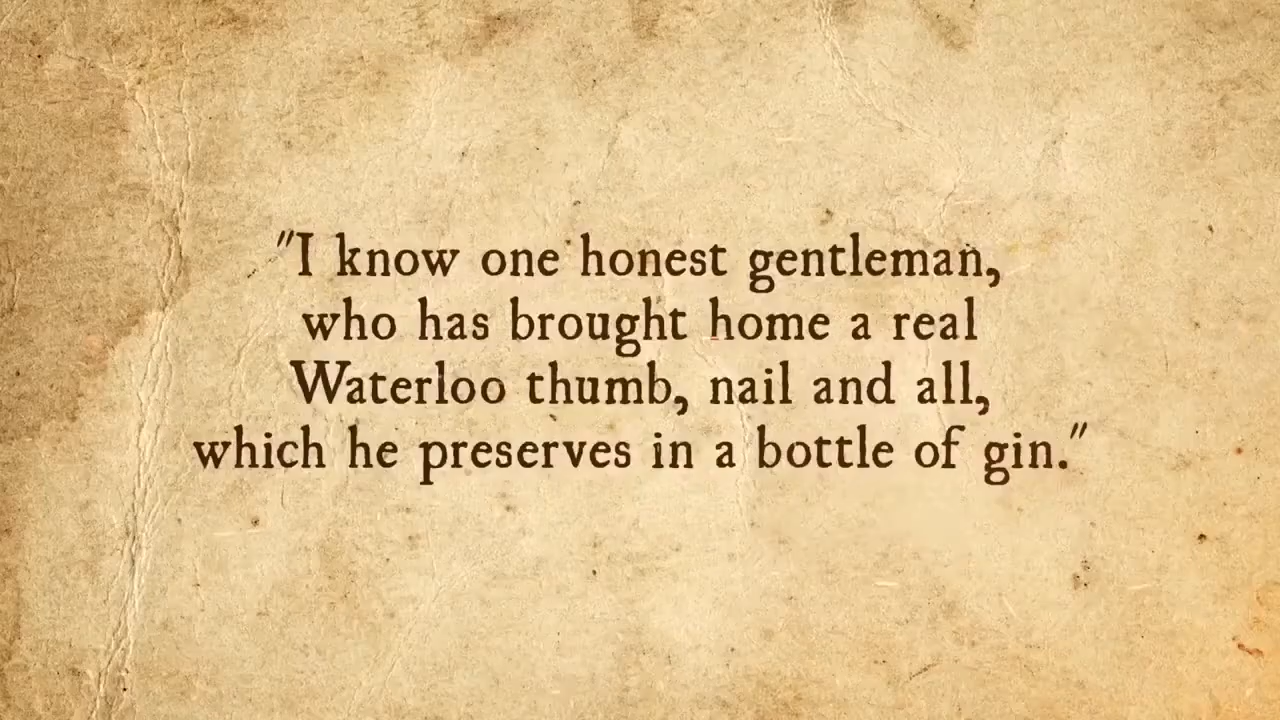 "I know one honest gentleman,
who has brought home a real
Waterloo thumb, nail and all,
which he preserves in a bottle of gin."